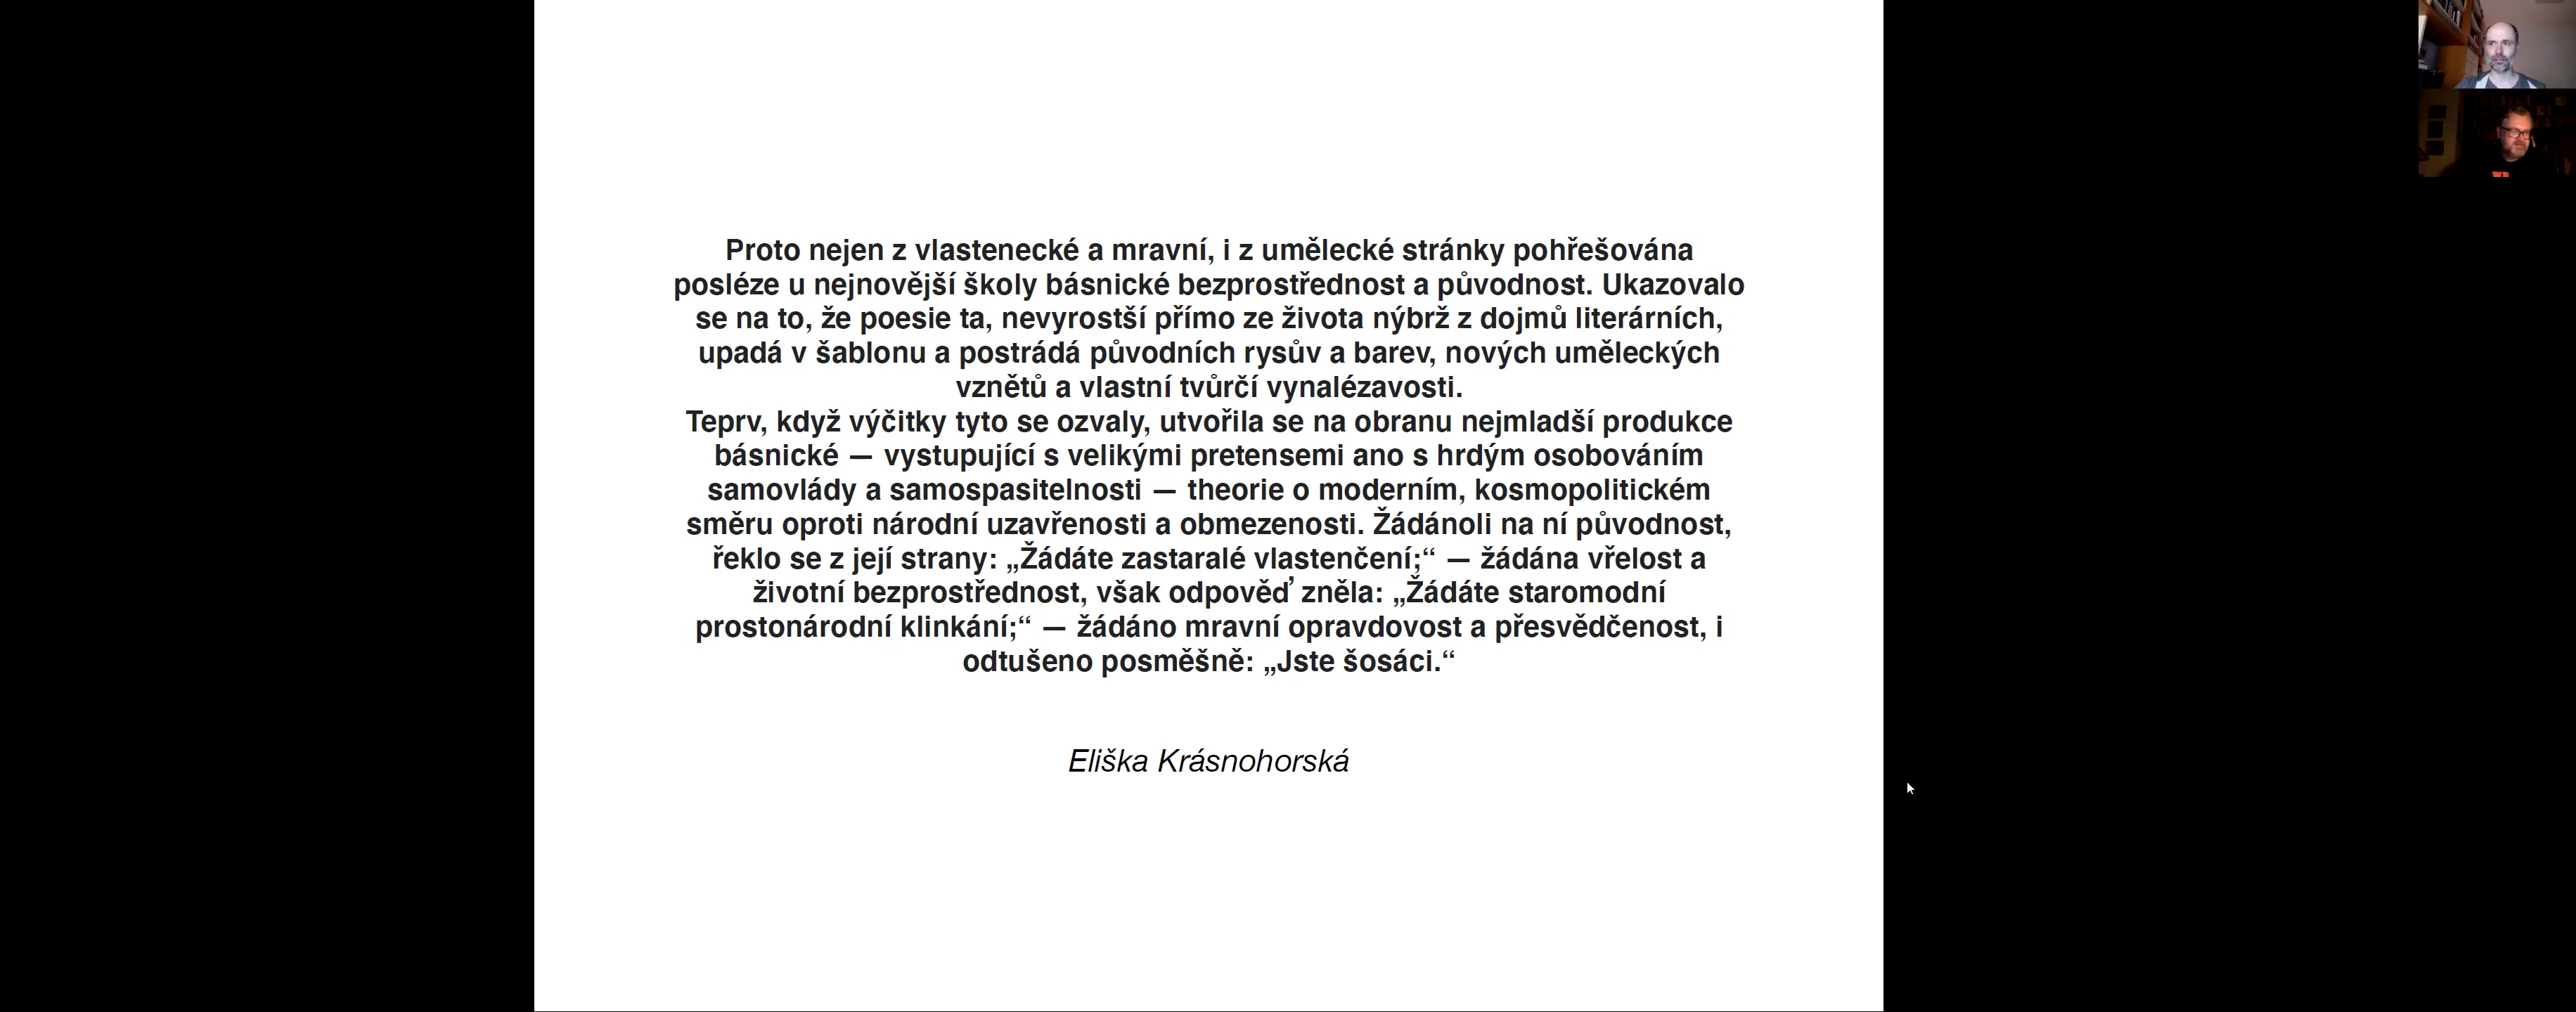 Proto nejen z vlastenecké a mravní, i z umělecké stránky pohřešována
posléze u nejnovější školy básnické bezprostřednost a původnost. Ukazovalo
se na to, že poesie ta, nevyrostší přímo ze života nýbrž z dojmů literárních,
upadá v šablonu a postrádá původních rysův a barev, nových uměleckých
vznětů a vlastní tvůrčí vynalézavosti.
Teprv, když výčitky tyto se ozvaly, utvořila se na obranu nejmladší produkce
básnické — vystupující s velikými pretensemi ano s hrdým osobováním
samovlády a samospasitelnosti — theorie o moderním, kosmopolitickém
směru oproti národní uzavřenosti a obmezenosti. Žádánoli na ní původnost,
řeklo se z její strany: „Žádáte zastaralé vlastenčení;“ — žádána vřelost a
životní bezprostřednost, však odpověď zněla: „Žádáte staromodní
prostonárodní klinkání;“ — žádáno mravní opravdovost a přesvědčenost, i
odtušeno posměšně: „Jste šosáci.“
Eliška Krásnohorská